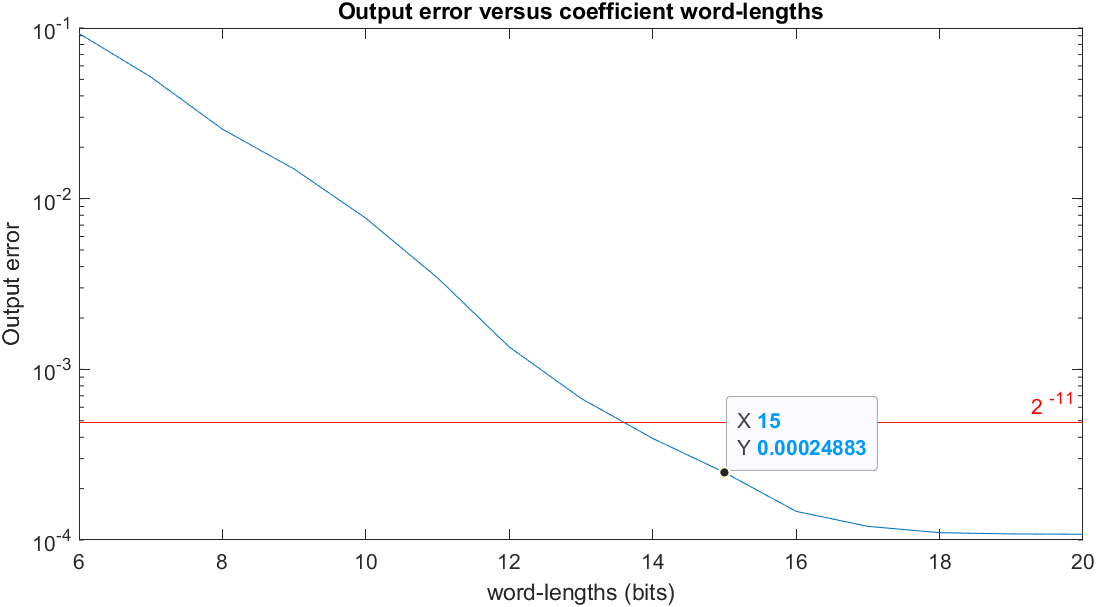 Output error versus coefficient word-lengths
10^-1
10^-2
10^-3
10^-4
Output error
2^-11
X 15
Y 0.00024883
6 8 10 12 14 16 18 20
word-lengths (bits)